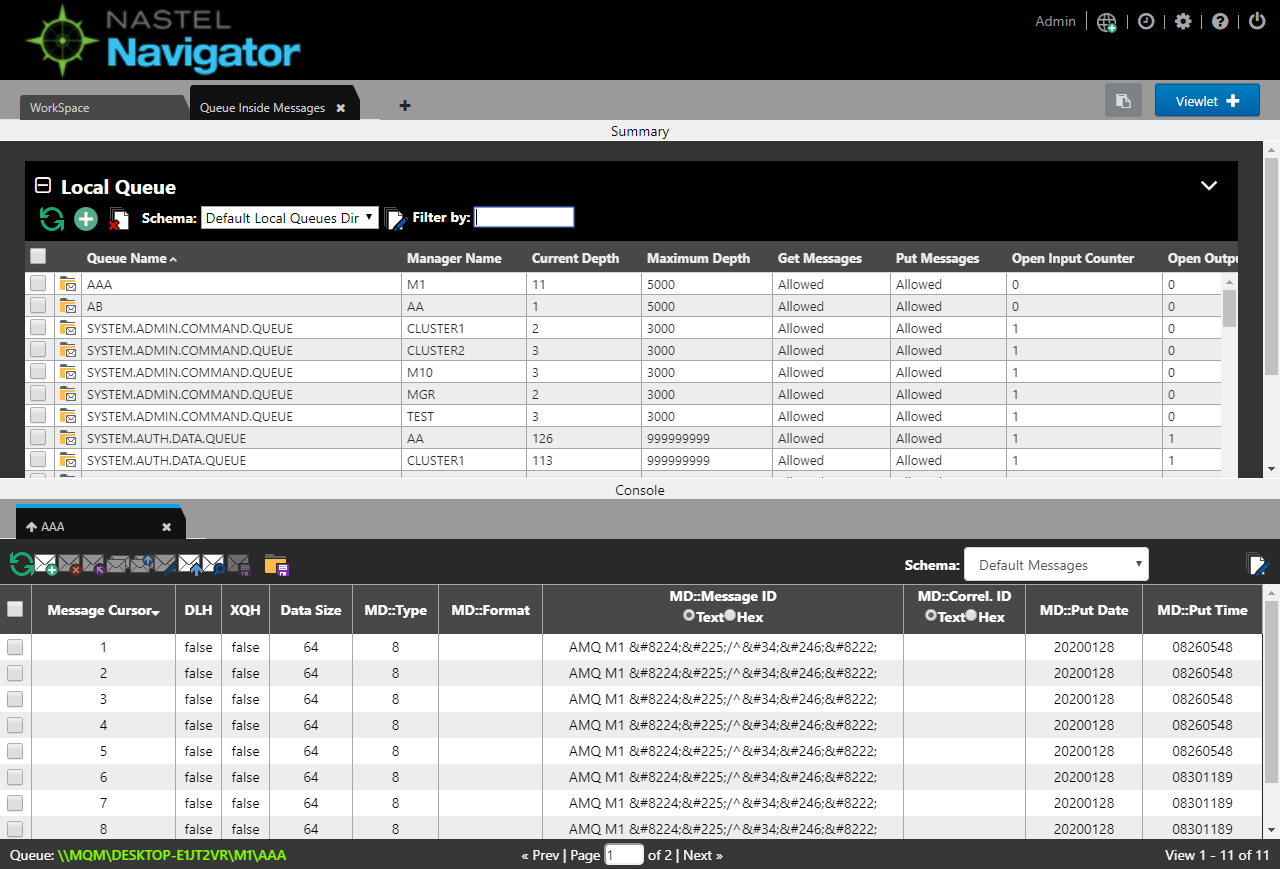 NASTEL
Navigator
Admin
WorkSpace
Queue Inside Messages
Viewlet
Summary
Local Queue
Schema: Default Local Queues Dir Filter by:
Queue Name Manager Name Current Depth Maximum Depth Get Messages Put Messages Open Input Counter Open Outpu
AAA M1 11 5000 Allowed Allowed 0 0
AB AA 1 5000 Allowed Allowed 0 0
SYSTEM.ADMIN.COMMAND.QUEUE CLUSTER1 2 3000 Allowed Allowed 1 0
SYSTEM.ADMIN.COMMAND.QUEUE CLUSTER2 3 3000 Allowed Allowed 1 0
SYSTEM.ADMIN.COMMAND.QUEUE M10 3 3000 Allowed Allowed 1 0
SYSTEM.ADMIN.COMMAND.QUEUE MGR 2 3000 Allowed Allowed 1 0
SYSTEM.ADMIN.COMMAND.QUEUE TEST 3 3000 Allowed Allowed 1 0
SYSTEM.AUTH.DATA.QUEUE AA 126 999999999 Allowed Allowed 1 1
SYSTEM.AUTH.DATA.QUEUE CLUSTER1 113 999999999 Allowed Allowed 1 1
Console
AAA
Schema: Default Messages
Message Cursor DLH XQH Data Size MD::Type MD::Format MD::Message ID MD::Correl. ID MD::Put Date MD::Put Time
Text Hex Text Hex
1 false false 64 8 AMQ M1 &#8224;&#225;/^&#34;&#246;&#8222; 20200128 08260548
2 false false 64 8 AMQ M1 &#8224;&#225;/^&#34;&#246;&#8222; 20200128 08260548
3 false false 64 8 AMQ M1 &#8224;&#225;/^&#34;&#246;&#8222; 20200128 08260548
4 false false 64 8 AMQ M1 &#8224;&#225;/^&#34;&#246;&#8222; 20200128 08260548
5 false false 64 8 AMQ M1 &#8224;&#225;/^&#34;&#246;&#8222; 20200128 08260548
6 false false 64 8 AMQ M1 &#8224;&#225;/^&#34;&#246;&#8222; 20200128 08301189
7 false false 64 8 AMQ M1 &#8224;&#225;/^&#34;&#246;&#8222; 20200128 08301189
8 false false 64 8 AMQ M1 &#8224;&#225;/^&#34;&#246;&#8222; 20200128 08301189
Queue: \\MQM\DESKTOP-E1JT2VR\M1\AAA « Prev | Page 1 of 2 | Next » View 1 - 11 of 11